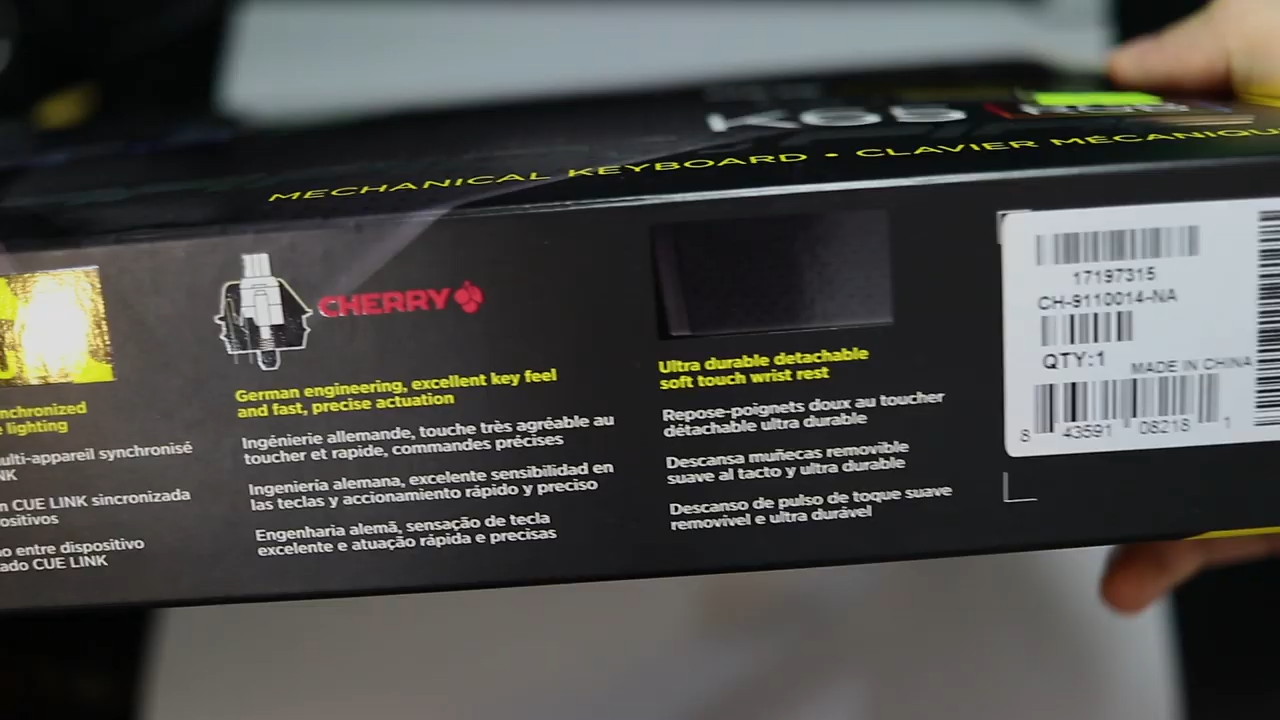 K65
MECHANICAL KEYBOARD • CLAVIER MÉCANIQU
CHERRY
nchronized
lighting
ulti-appareil synchronisé
NK
n CUE LINK sincronizada
ositivos
o entre dispositivo
ado CUE LINK
German engineering, excellent key feel
and fast, precise actuation
Ingénierie allemande, touche très agréable au
toucher et rapide, commandes précises
Ingeniería alemana, excelente sensibilidad en
las teclas y accionamiento rápido y preciso
Engenharia alemã, sensação de tecla
excelente e atuação rápida e precisas
Ultra durable detachable
soft touch wrist rest
Repose-poignets doux au toucher
détachable ultra durable
Descansa muñecas removible
suave al tacto y ultra durable
Descanso de pulso de toque suave
removível e ultra durável
17197315
CH-9110014-NA
QTY:1
MADE IN CHINA
8 43591 08218 1